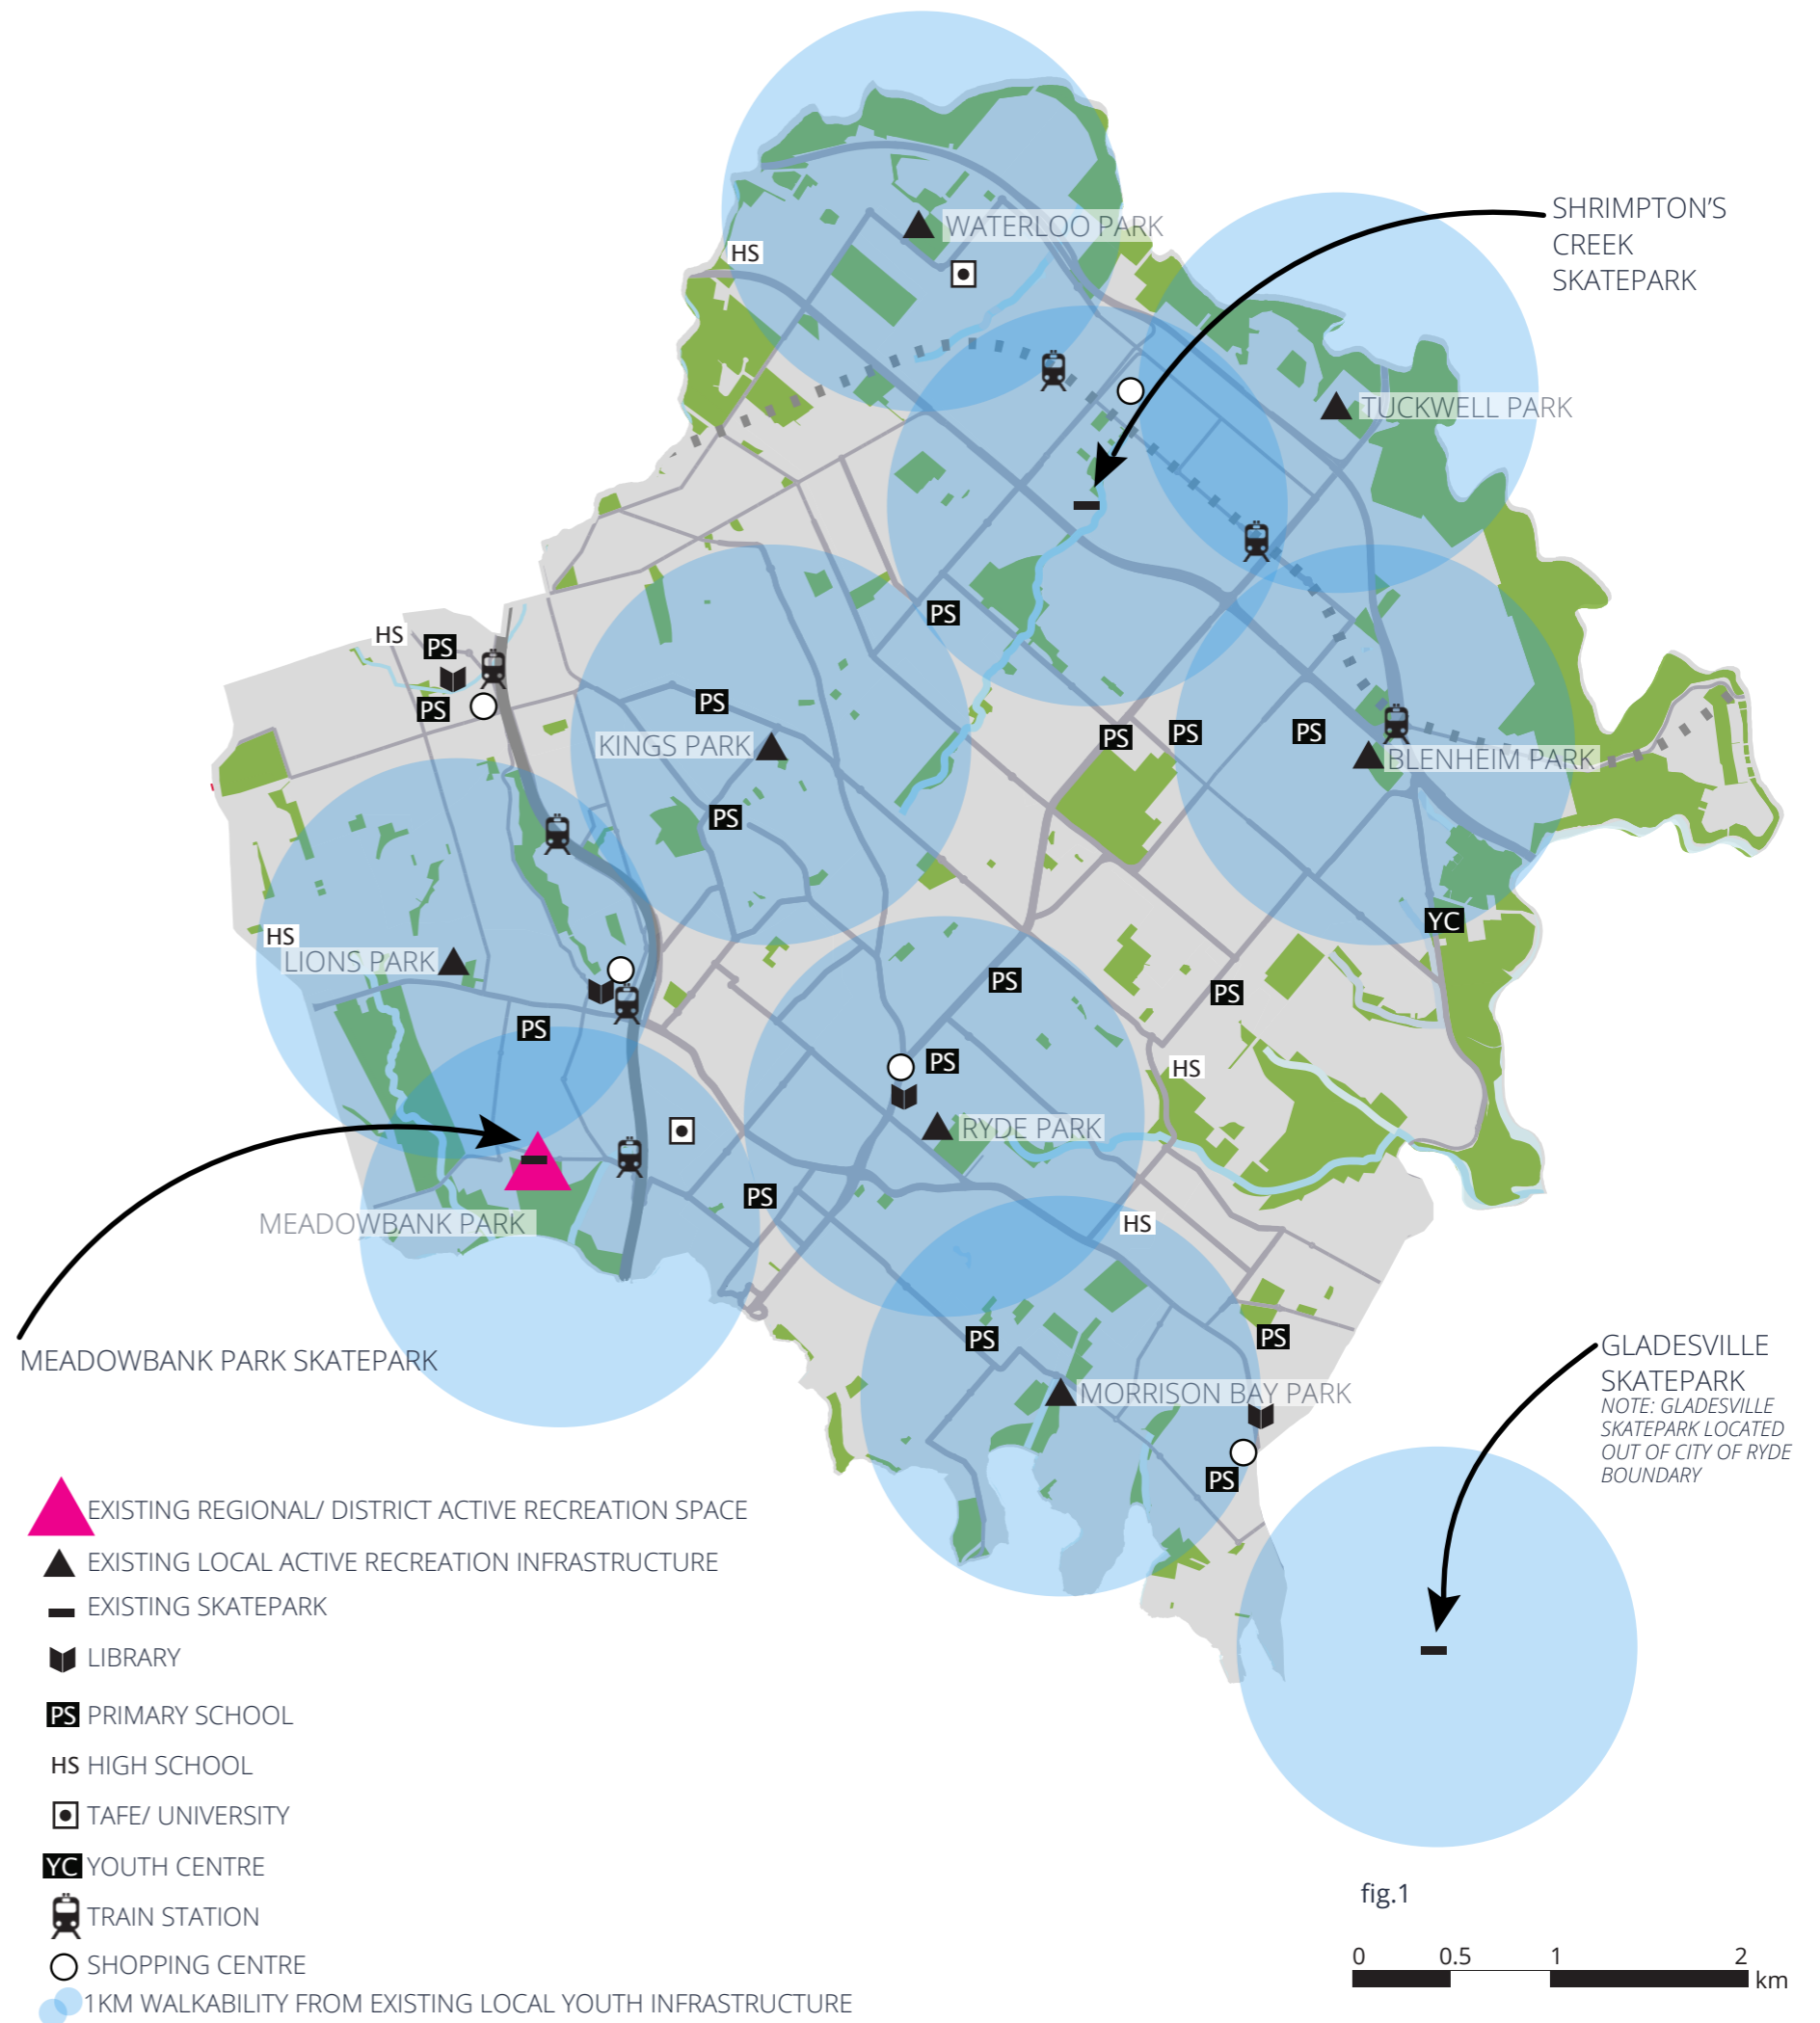 WATERLOO PARK
SHRIMPTON'S
CREEK
SKATEPARK
HS
TUCKWELL PARK
PS
HS
PS
PS
PS
KINGS PARK
PS
PS
PS
PS
BLENHEIM PARK
YC
HS
LIONS PARK
PS
PS
PS
PS
HS
RYDE PARK
MEADOWBANK PARK
PS
HS
MEADOWBANK PARK SKATEPARK
PS
PS
MORRISON BAY PARK
PS
GLADESVILLE
SKATEPARK
NOTE: GLADESVILLE
SKATEPARK LOCATED
OUT OF CITY OF RYDE
BOUNDARY
EXISTING REGIONAL/ DISTRICT ACTIVE RECREATION SPACE
EXISTING LOCAL ACTIVE RECREATION INFRASTRUCTURE
EXISTING SKATEPARK
LIBRARY
PS PRIMARY SCHOOL
HS HIGH SCHOOL
TAFE/ UNIVERSITY
YC YOUTH CENTRE
TRAIN STATION
SHOPPING CENTRE
1KM WALKABILITY FROM EXISTING LOCAL YOUTH INFRASTRUCTURE
fig.1
0 0.5 1 2
km